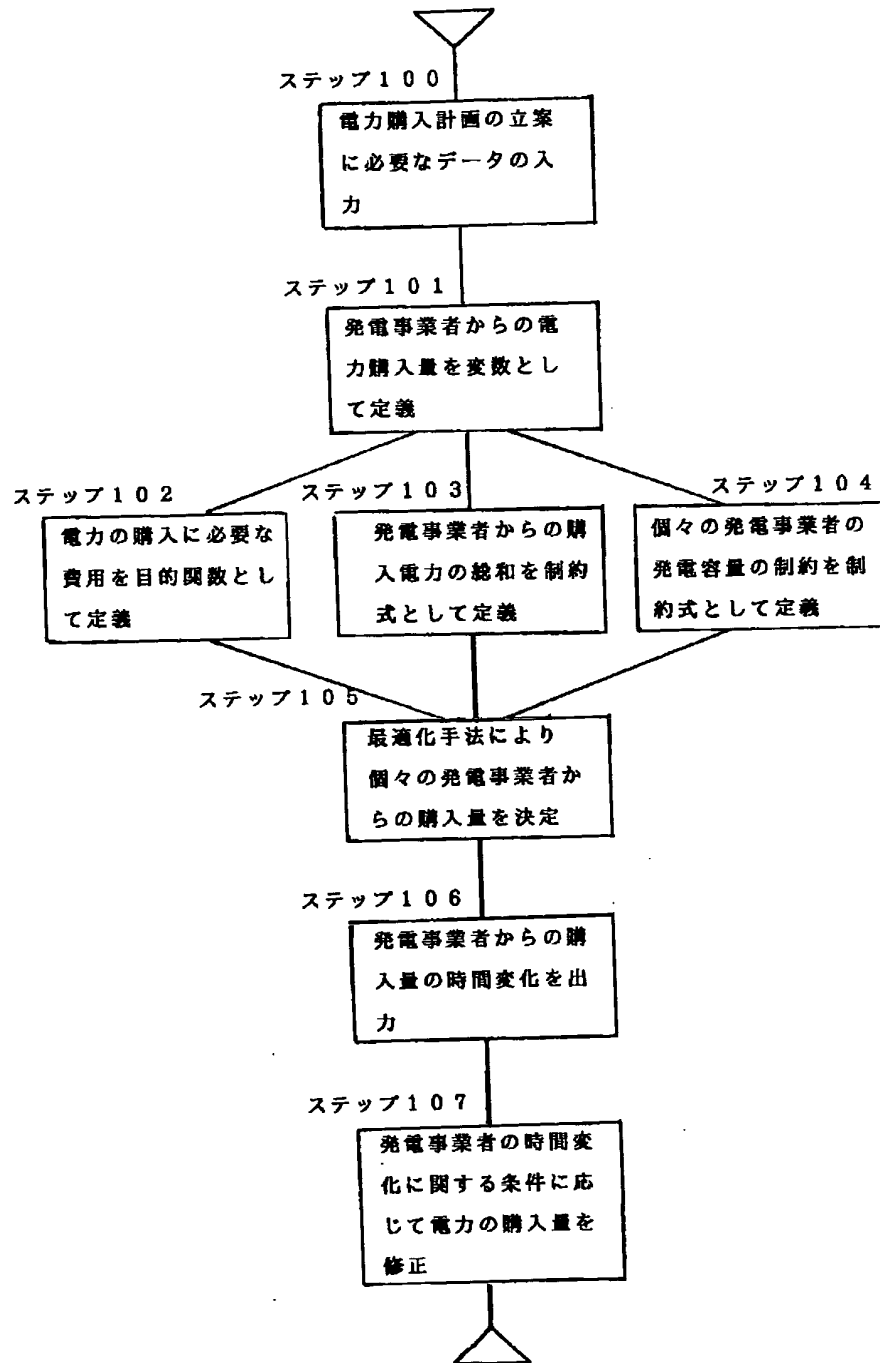 ステップ100
電力購入計画の立案
に必要なデータの入
力
ステップ101
発電事業者からの電
力購入量を変数とし
て定義
ステップ102
電力の購入に必要な
費用を目的関数とし
て定義
ステップ103
発電事業者からの購
入電力の総和を制約
式として定義
ステップ104
個々の発電事業者の
発電容量の制約を制
約式として定義
ステップ105
最適化手法により
個々の発電事業者か
らの購入量を決定
ステップ106
発電事業者からの購
入量の時間変化を出
力
ステップ107
発電事業者の時間変
化に関する条件に応
じて電力の購入量を
修正